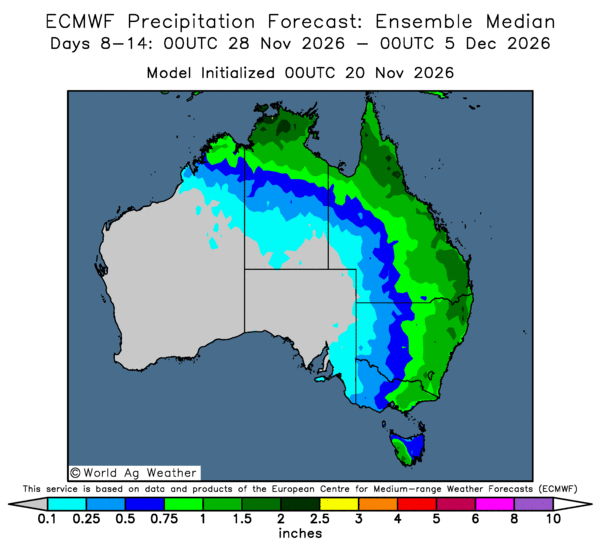 ECMWF Precipitation Forecast: Ensemble Median
Days 8–14: 00UTC 28 Nov 2026 – 00UTC 5 Dec 2026
Model Initialized 00UTC 20 Nov 2026
© World Ag Weather
This service is based on data and products of the European Centre for Medium-range Weather Forecasts (ECMWF)
0.1 0.25 0.5 0.75 1 1.5 2 2.5 3 4 5 6 8 10
inches